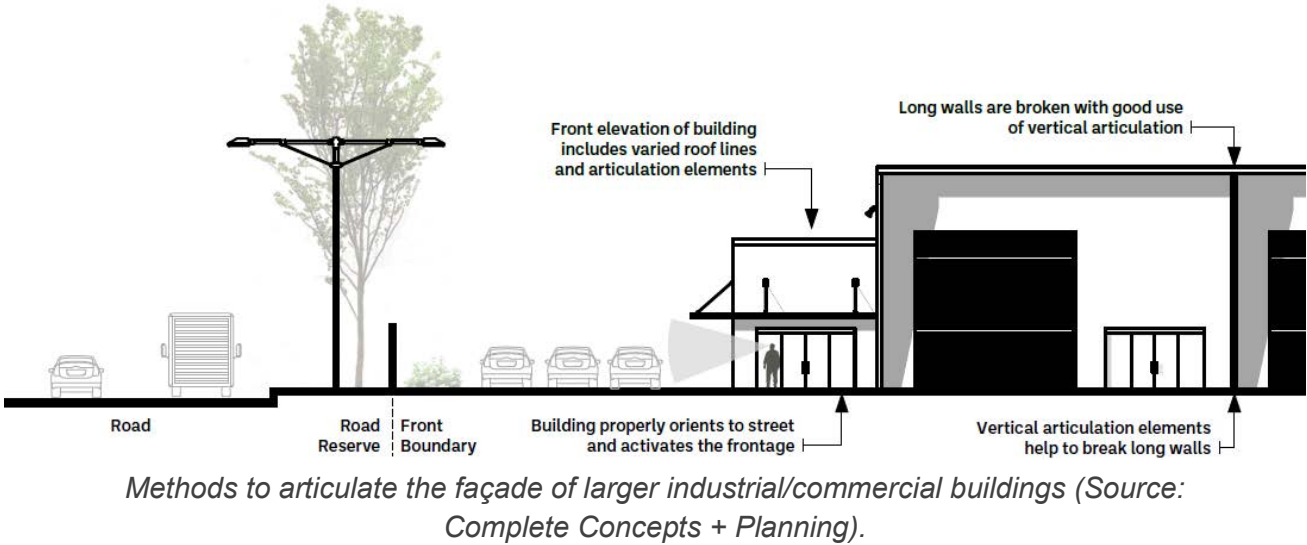 Long walls are broken with good use
of vertical articulation
Front elevation of building
includes varied roof lines
and articulation elements
Road
Road
Reserve
Front
Boundary
Building properly orients to street
and activates the frontage
Vertical articulation elements
help to break long walls
Methods to articulate the façade of larger industrial/commercial buildings (Source:
Complete Concepts + Planning).